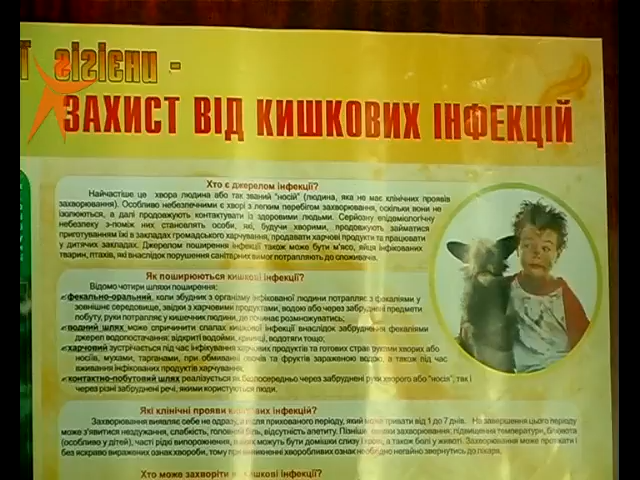 ї гігієни -
ЗАХИСТ ВІД КИШКОВИХ ІНФЕКЦІЙ
Хто є джерелом інфекції?
Найчастіше це хвора людина або так званий "носій" (людина, яка не має клінічних проявів
захворювання). Особливо небезпечними є хворі з легким перебігом захворювання, оскільки вони не
ізолюються, а далі продовжують контактувати із здоровими людьми. Серйозну епідеміологічну
небезпеку з-поміж них становлять особи, які, будучи хворими, продовжують займатися
приготуванням їжі в закладах громадського харчування, продавати харчові продукти та працювати
у дитячих закладах. Джерелом поширення інфекції також може бути м'ясо, яйця інфікованих
тварин, птахів, які внаслідок порушення санітарних вимог потрапляють до споживача.
Як поширюються кишкові інфекції?
Відомо чотири шляхи поширення:
фекально-оральний, коли збудник з організму інфікованої людини потрапляє з фекаліями у
зовнішнє середовище, звідки з харчовими продуктами, водою або через забруднені предмети
побуту, руки потрапляє у кишечник людини, де починає розмножуватись;
водний шлях може спричинити спалах кишкової інфекції внаслідок забруднення фекаліями
джерел водопостачання: відкриті водойми, криниці, водотяги тощо;
харчовий зустрічається під час інфікування харчових продуктів та готових страв руками хворих або
носіїв, мухами, тарганами, при обмиванні овочів та фруктів зараженою водою, а також під час
вживання інфікованих продуктів харчування;
контактно-побутовий шлях реалізується безпосередньо через забруднені руки хворого або "носія", так і
через різні забруднені речі, якими користуються люди.
Які клінічні прояви кишкових інфекцій?
Захворювання виявляє себе не одразу, а після прихованого періоду, який може тривати від 1 до 7 днів. На завершення цього періоду
може з'явитися нездужання, слабкість, головний біль, відсутність апетиту. Пізніше ознаки захворювання: підвищення температури, блювота
(особливо у дітей), часті рідкі випорожнення, в яких можуть бути домішки слизу і крові, а також болі у животі. Захворювання може протікати і
без яскраво виражених ознак хвороби, тому при виникненні хворобливих ознак необхідно негайно звернутись до лікаря.
Хто може захворіти на кишкові інфекції?